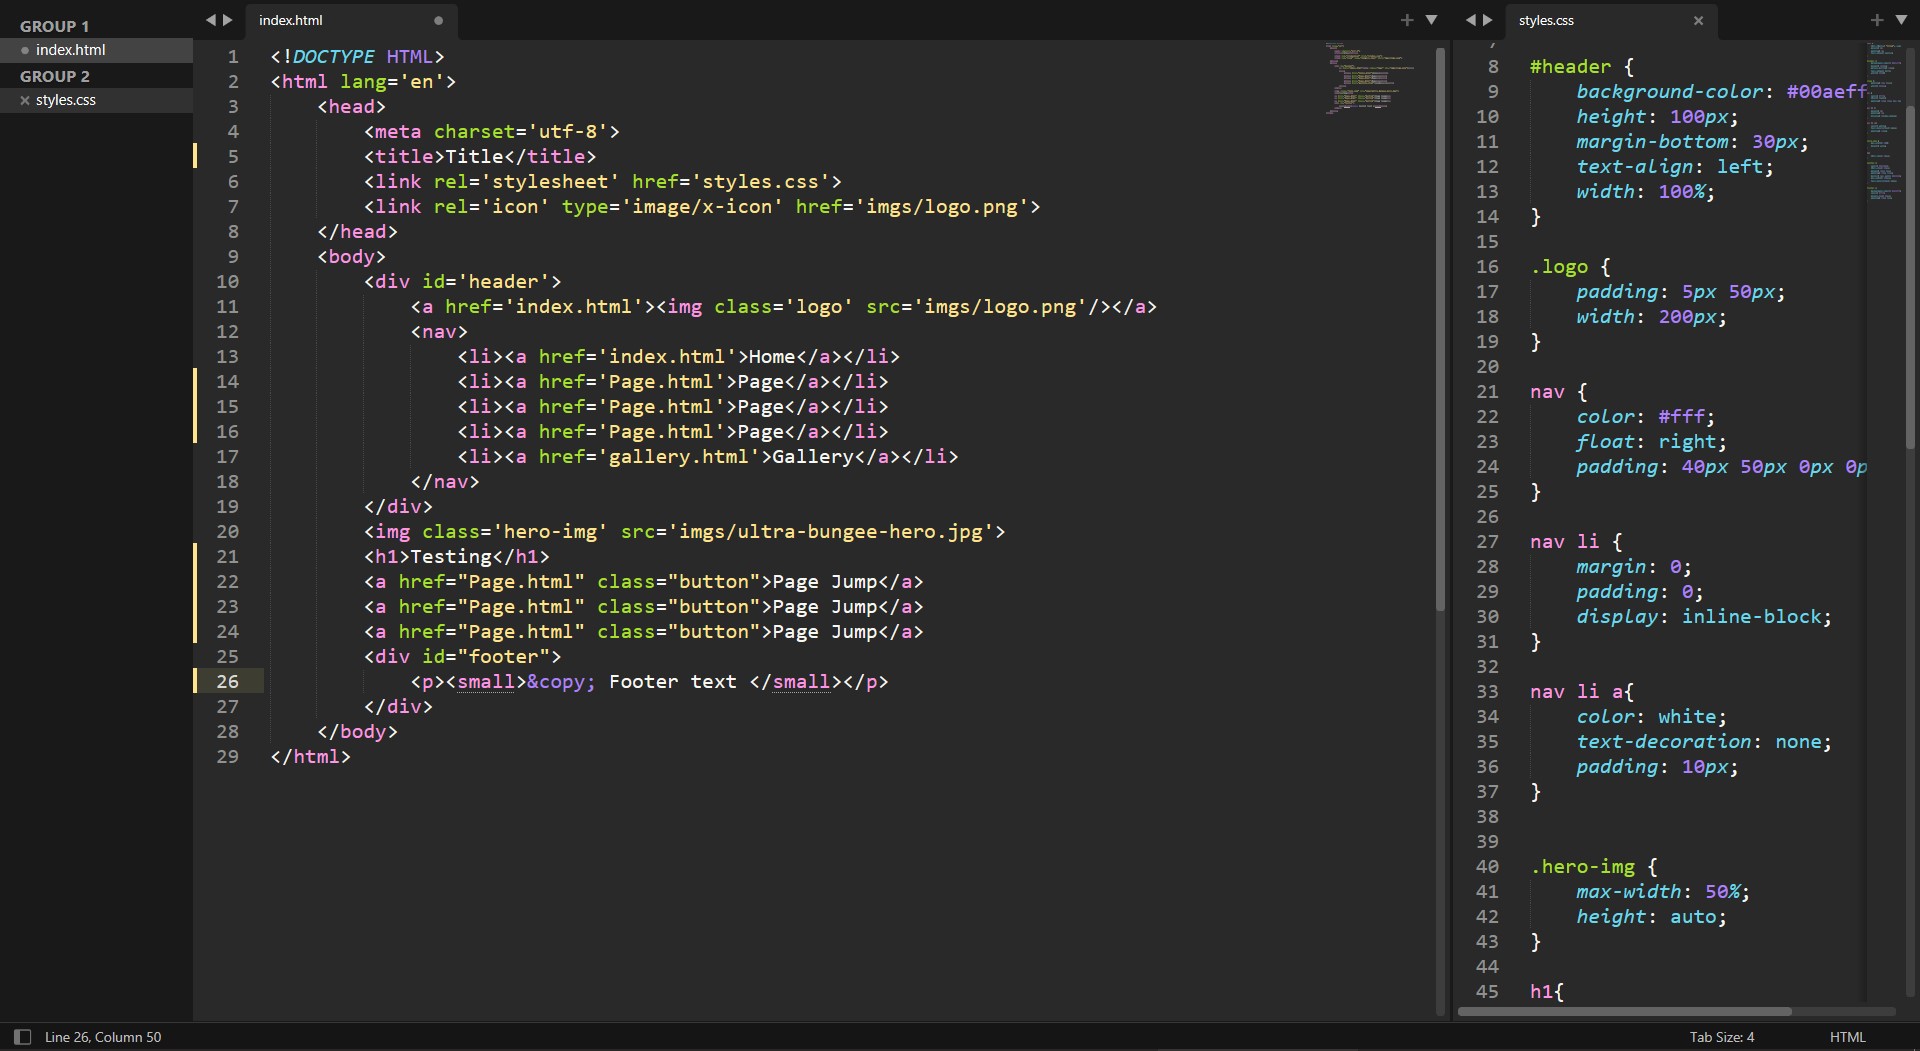 GROUP 1
index.html
GROUP 2
styles.css
index.html
1 <!DOCTYPE HTML>
2 <html lang='en'>
3 <head>
4 <meta charset='utf-8'>
5 <title>Title</title>
6 <link rel='stylesheet' href='styles.css'>
7 <link rel='icon' type='image/x-icon' href='imgs/logo.png'>
8 </head>
9 <body>
10 <div id='header'>
11 <a href='index.html'><img class='logo' src='imgs/logo.png'/></a>
12 <nav>
13 <li><a href='index.html'>Home</a></li>
14 <li><a href='Page.html'>Page</a></li>
15 <li><a href='Page.html'>Page</a></li>
16 <li><a href='Page.html'>Page</a></li>
17 <li><a href='gallery.html'>Gallery</a></li>
18 </nav>
19 </div>
20 <img class='hero-img' src='imgs/ultra-bungee-hero.jpg'>
21 <h1>Testing</h1>
22 <a href="Page.html" class="button">Page Jump</a>
23 <a href="Page.html" class="button">Page Jump</a>
24 <a href="Page.html" class="button">Page Jump</a>
25 <div id="footer">
26 <p><small>&copy; Footer text </small></p>
27 </div>
28 </body>
29 </html>
styles.css
8 #header {
9 background-color: #00aeff
10 height: 100px;
11 margin-bottom: 30px;
12 text-align: left;
13 width: 100%;
14 }
15
16 .logo {
17 padding: 5px 50px;
18 width: 200px;
19 }
20
21 nav {
22 color: #fff;
23 float: right;
24 padding: 40px 50px 0px 0p
25 }
26
27 nav li {
28 margin: 0;
29 padding: 0;
30 display: inline-block;
31 }
32
33 nav li a{
34 color: white;
35 text-decoration: none;
36 padding: 10px;
37 }
38
39
40 .hero-img {
41 max-width: 50%;
42 height: auto;
43 }
44
45 h1{
Line 26, Column 50
Tab Size: 4
HTML